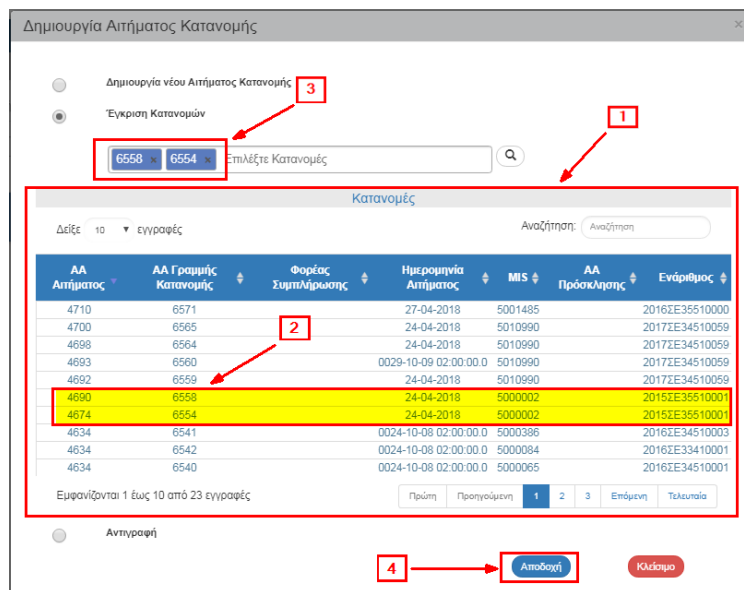 Δημιουργία Αιτήματος Κατανομής ×
Δημιουργία νέου Αιτήματος Κατανομής
3
Έγκριση Κατανομών
1
6558 × 6554 × Επιλέξτε Κατανομές
Κατανομές
Δείξε 10 εγγραφές Αναζήτηση: Αναζήτηση
ΑΑ Αιτήματος ΑΑ Γραμμής Κατανομής Φορέας Συμπλήρωσης Ημερομηνία Αιτήματος MIS ΑΑ Πρόσκλησης Ενάριθμος
4710 6571 27-04-2018 5001485 2016ΣΕ35510000
4700 6565 24-04-2018 5010990 2017ΣΕ34510059
2
4698 6564 24-04-2018 5010990 2017ΣΕ34510059
4693 6560 0029-10-09 02:00:00.0 5010990 2017ΣΕ34510059
4692 6559 24-04-2018 5010990 2017ΣΕ34510059
4690 6558 24-04-2018 5000002 2015ΣΕ35510001
4674 6554 24-04-2018 5000002 2015ΣΕ35510001
4634 6541 0024-10-08 02:00:00.0 5000386 2016ΣΕ34510003
4634 6542 0024-10-08 02:00:00.0 5000084 2016ΣΕ33410001
4634 6540 0024-10-08 02:00:00.0 5000065 2016ΣΕ34510001
Εμφανίζονται 1 έως 10 από 23 εγγραφές Πρώτη Προηγούμενη 1 2 3 Επόμενη Τελευταία
Αντιγραφή
4 Αποδοχή Κλείσιμο